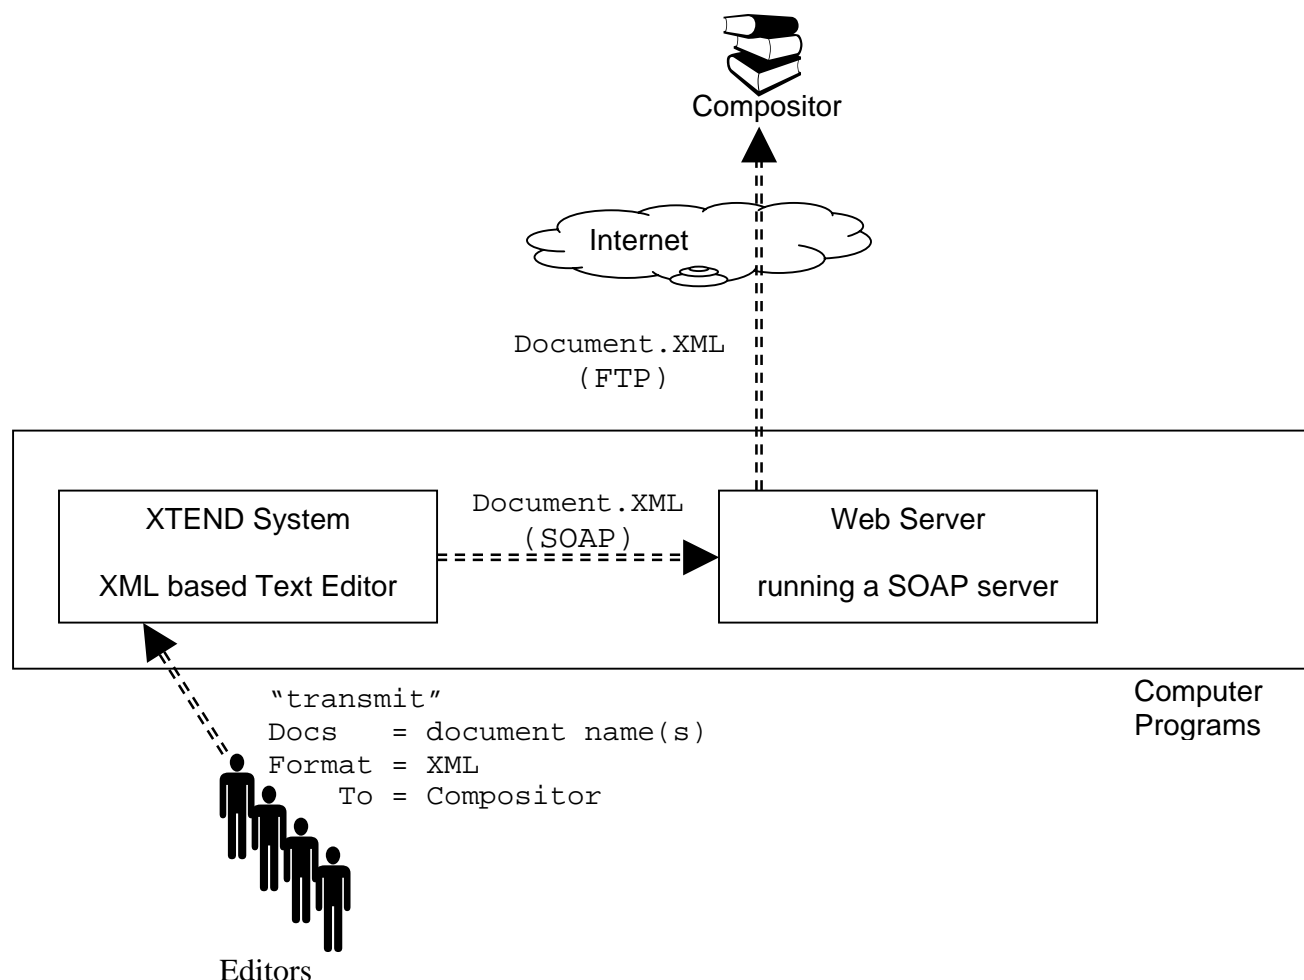 Compositor
Internet
Document.XML
(FTP)
XTEND System
XML based Text Editor
Document.XML
(SOAP)
Web Server
running a SOAP server
Computer
Programs
“transmit”
Docs   = document name(s)
Format = XML
To = Compositor
Editors